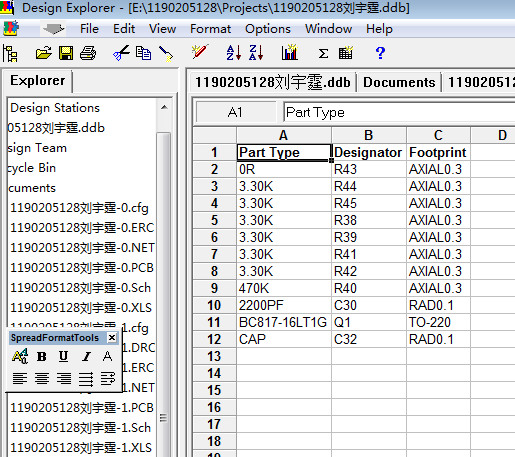 Design Explorer - [E:\1190205128\Projects\1190205128刘宇霆.ddb]
File Edit View Format Options Window Help
Explorer
1190205128刘宇霆.ddb Documents 1190205
A1 Part Type
Design Stations
05128刘宇霆.ddb
sign Team
cycle Bin
cuments
1190205128刘宇霆-0.cfg
1190205128刘宇霆-0.ERC
1190205128刘宇霆-0.NET
1190205128刘宇霆-0.PCB
1190205128刘宇霆-0.Sch
1190205128刘宇霆-0.XLS
-1.cfg
SpreadFormatTools
-1.DRC
-1.ERC
B U I A
-1.NET
1190205128刘宇霆-1.PCB
1190205128刘宇霆-1.Sch
1190205128刘宇霆-1.XLS
A B C D
1 Part Type Designator Footprint
2 0R R43 AXIAL0.3
3 3.30K R44 AXIAL0.3
4 3.30K R45 AXIAL0.3
5 3.30K R38 AXIAL0.3
6 3.30K R39 AXIAL0.3
7 3.30K R41 AXIAL0.3
8 3.30K R42 AXIAL0.3
9 470K R40 AXIAL0.3
10 2200PF C30 RAD0.1
11 BC817-16LT1G Q1 TO-220
12 CAP C32 RAD0.1
13
14
15
16
17
18